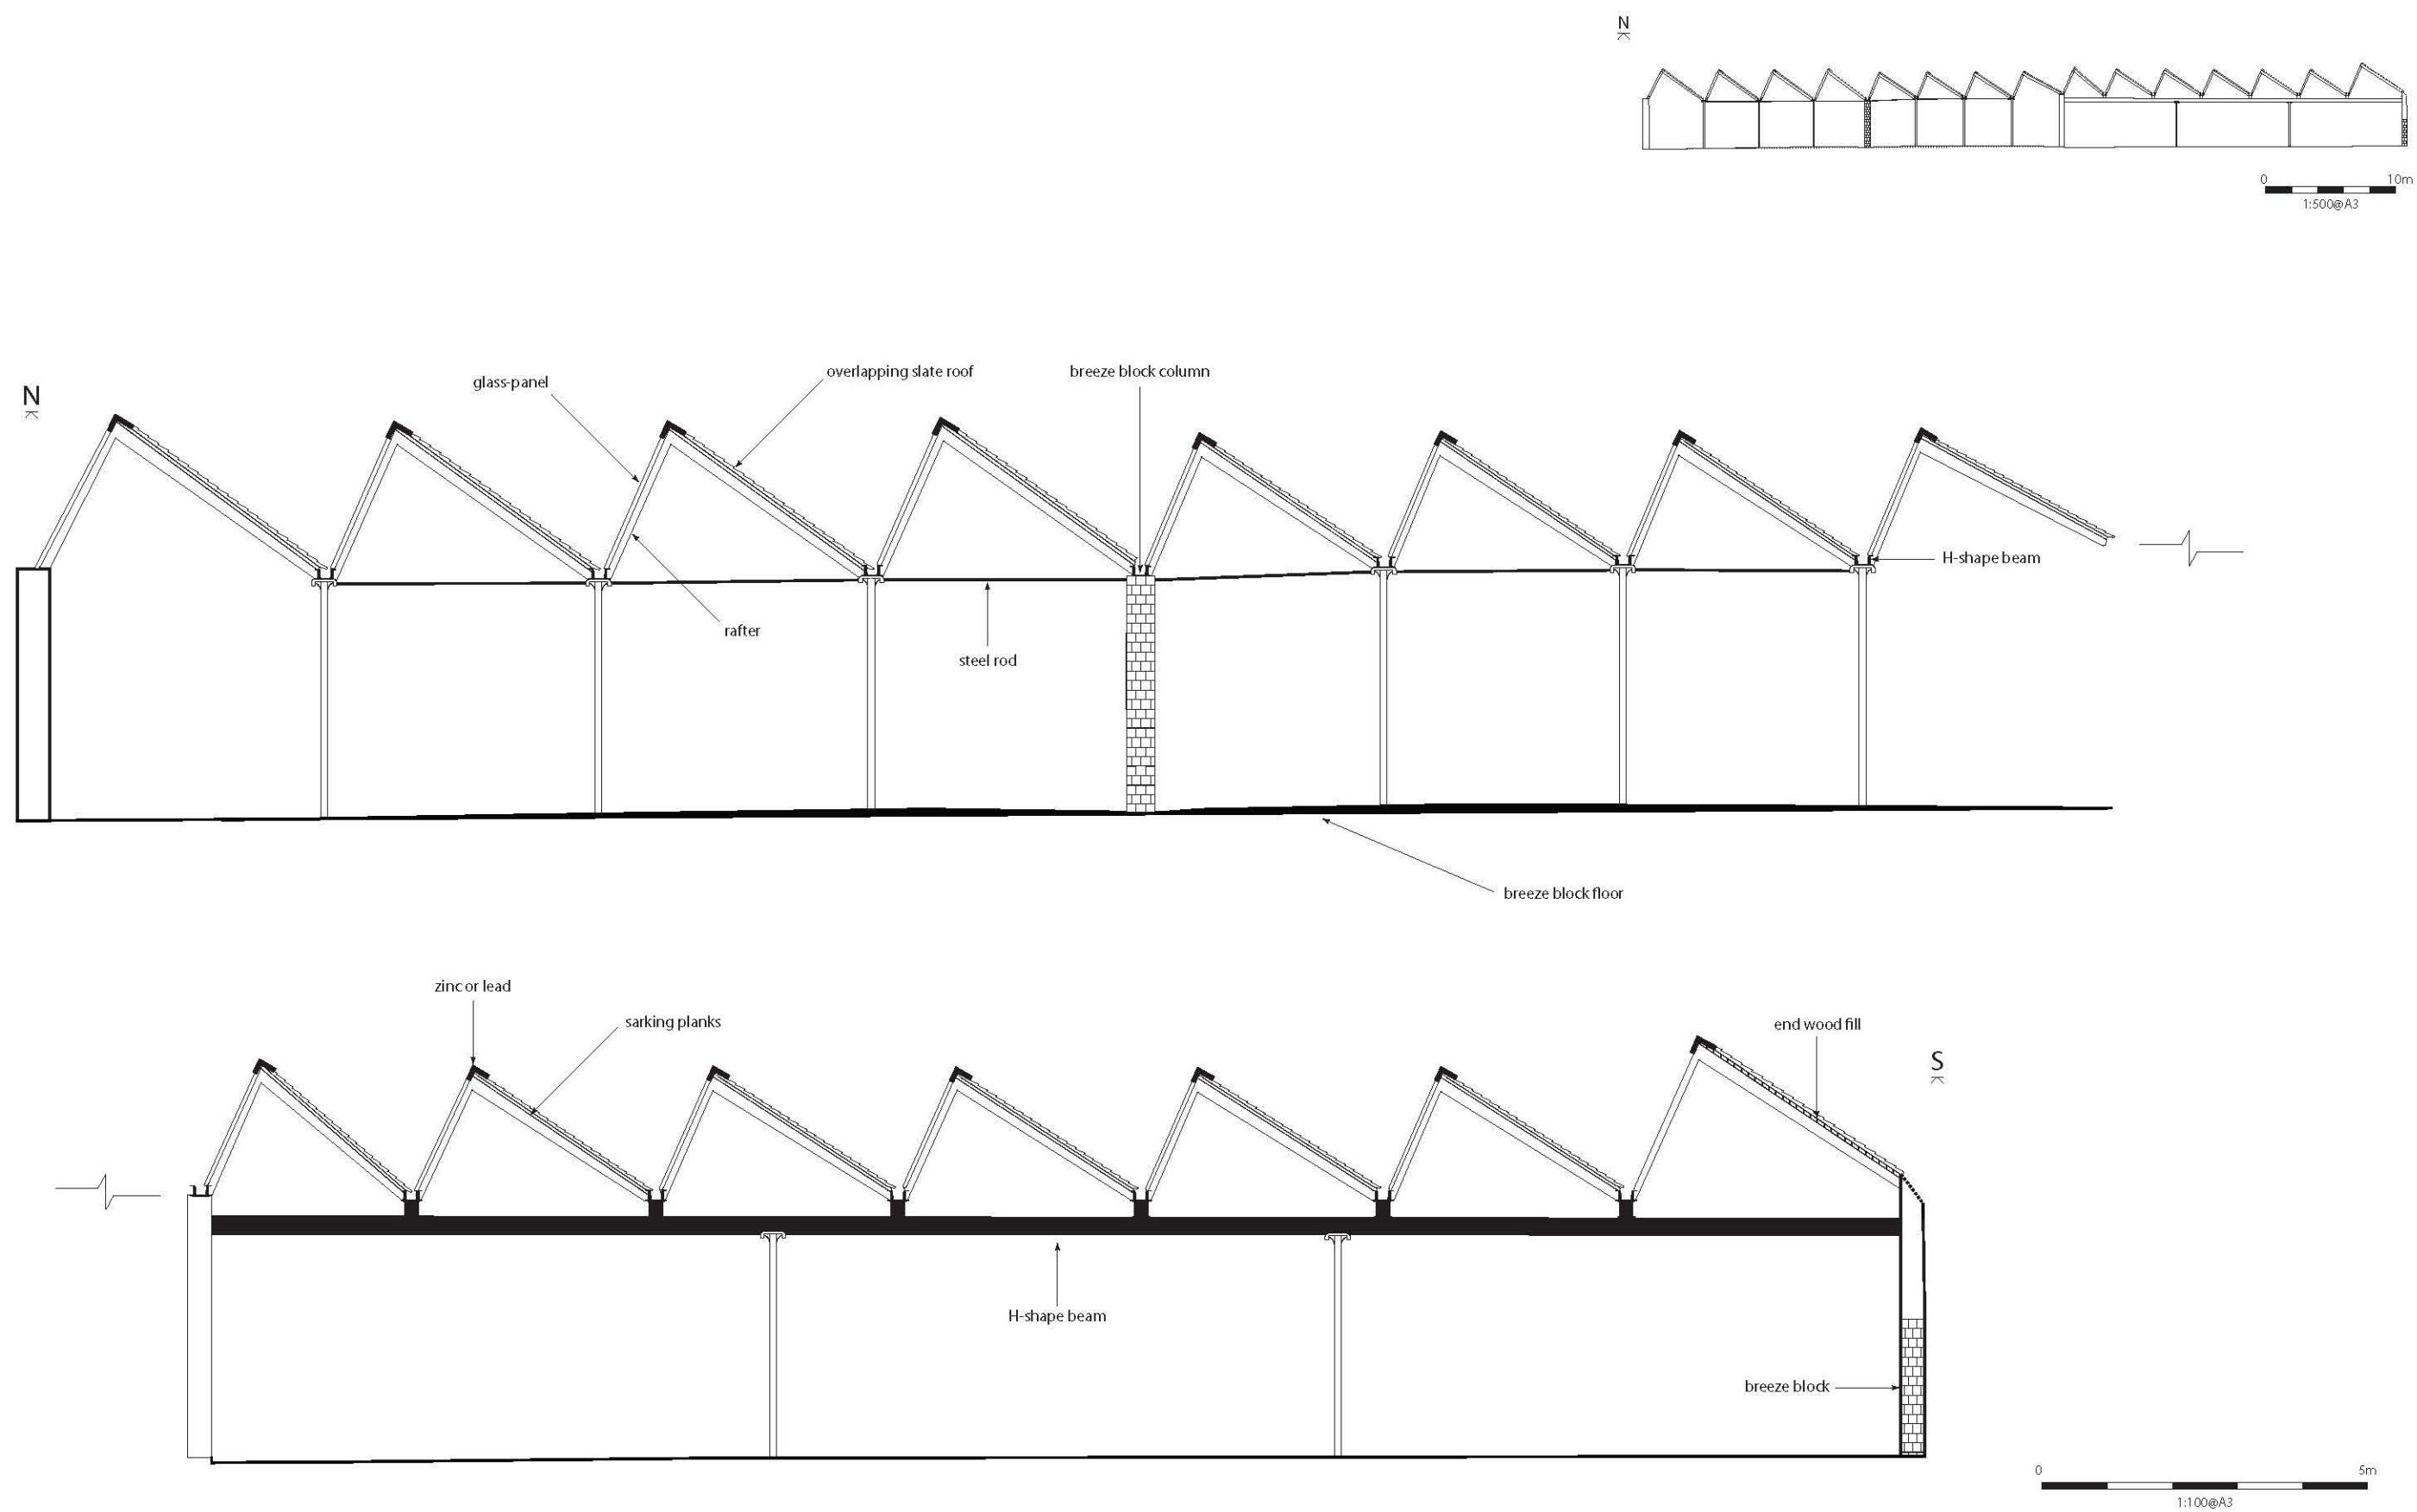 N
0 10m
1:500@A3
N
glass-panel
overlapping slate roof
breeze block column
H-shape beam
rafter
steel rod
breeze block floor
zinc or lead
sarking planks
end wood fill
S
H-shape beam
breeze block
0 5m
1:100@A3